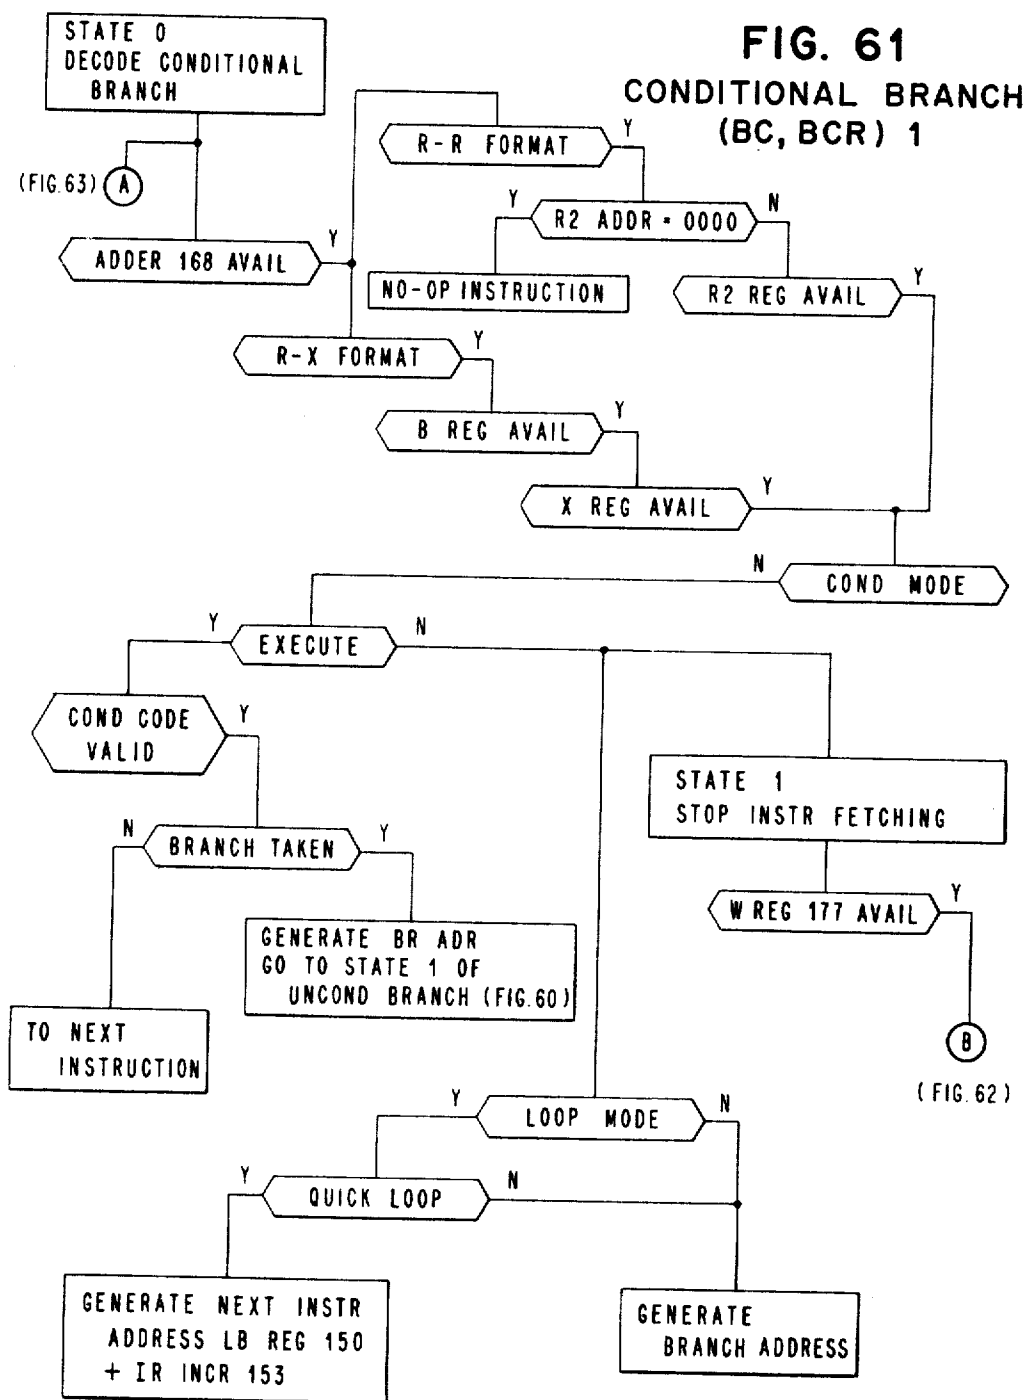 FIG. 61
CONDITIONAL BRANCH
(BC, BCR) 1
STATE 0
DECODE CONDITIONAL
BRANCH
(FIG.63) A
ADDER 168 AVAIL
Y
R-R FORMAT
Y
R2 ADDR = 0000
Y
N
NO-OP INSTRUCTION
R2 REG AVAIL
Y
R-X FORMAT
Y
B REG AVAIL
Y
X REG AVAIL
Y
COND MODE
N
EXECUTE
Y
N
COND CODE
VALID
Y
BRANCH TAKEN
N
Y
TO NEXT
INSTRUCTION
GENERATE BR ADR
GO TO STATE 1 OF
UNCOND BRANCH (FIG.60)
STATE 1
STOP INSTR FETCHING
W REG 177 AVAIL
Y
B
(FIG.62)
LOOP MODE
Y
N
QUICK LOOP
Y
N
GENERATE NEXT INSTR
ADDRESS LB REG 150
+ IR INCR 153
GENERATE
BRANCH ADDRESS